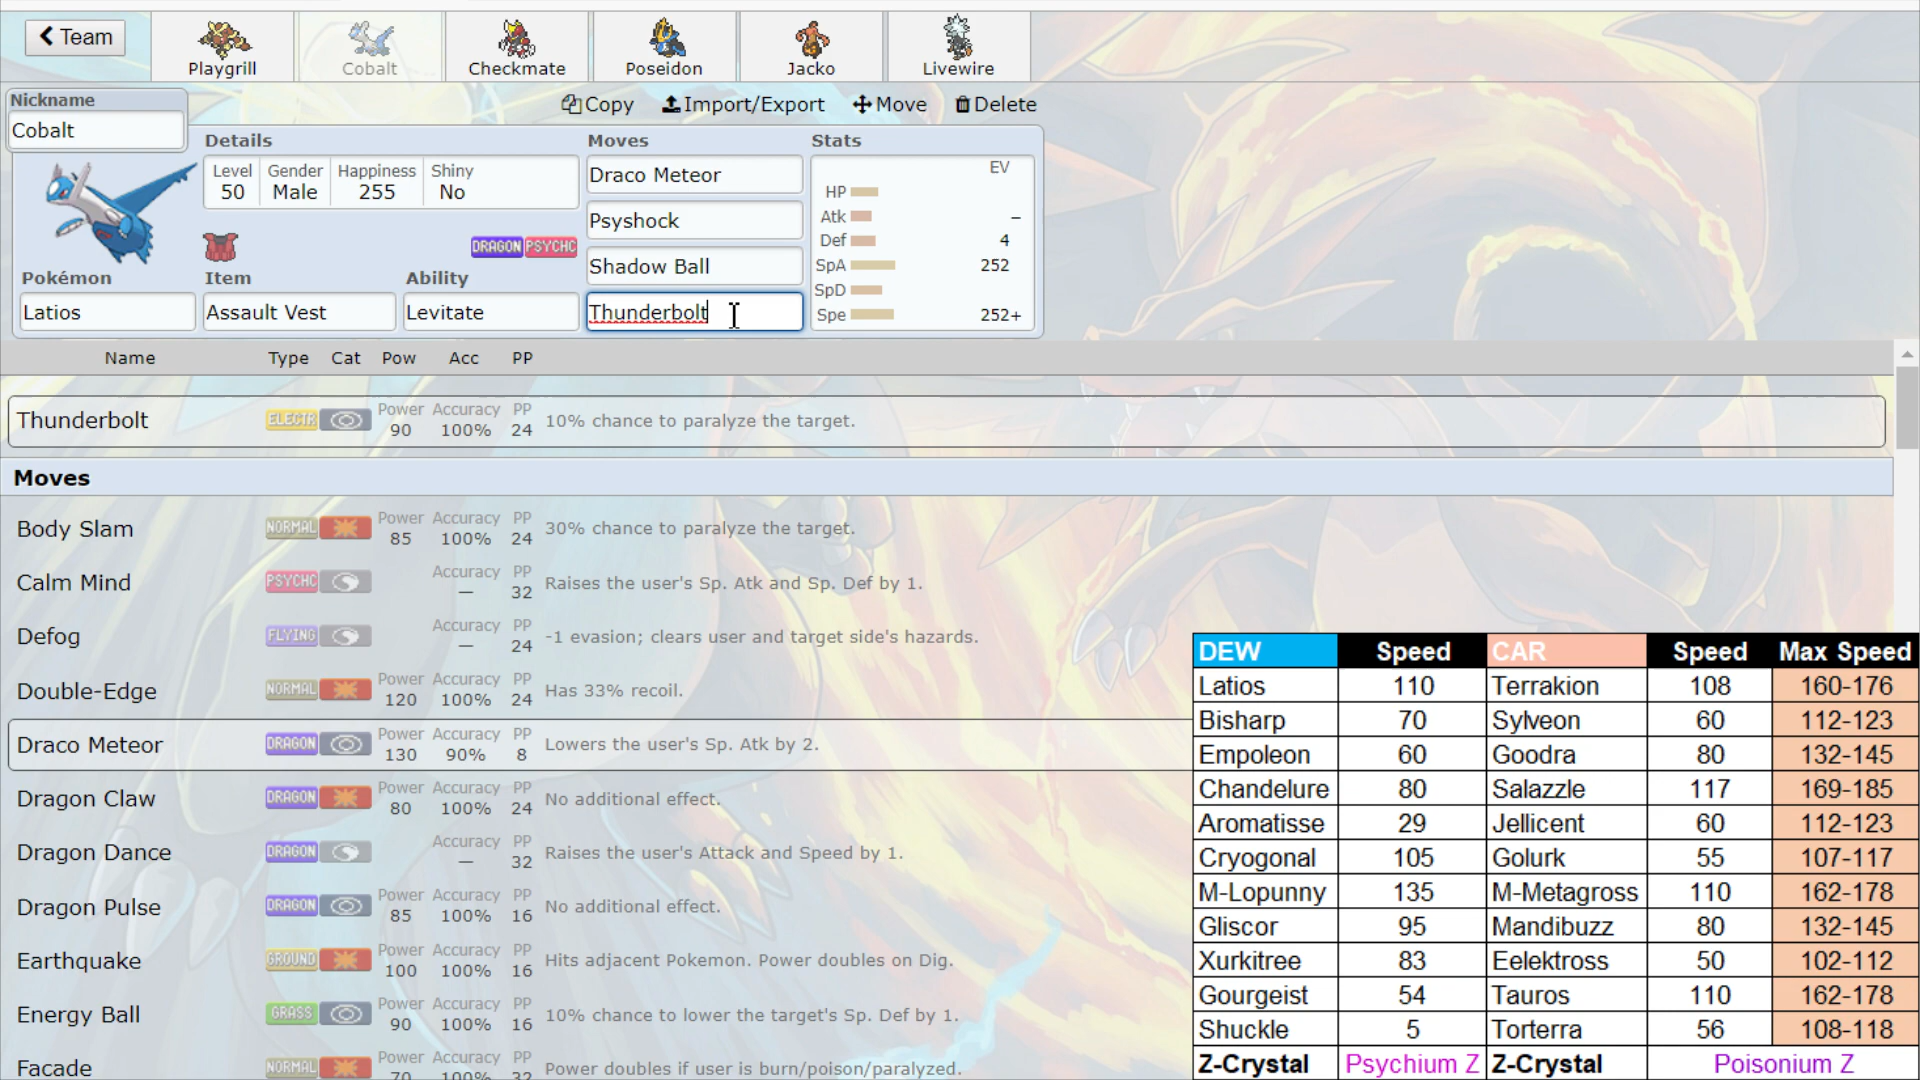 Team
Playgrill
Cobalt
Checkmate
Poseidon
Jacko
Livewire
Nickname
Cobalt
Copy Import/Export Move Delete
Details Moves Stats
Level Gender Happiness Shiny
50 Male 255 No
DRAGON PSYCHC
Pokémon Item Ability
Latios Assault Vest Levitate
Draco Meteor
Psyshock
Shadow Ball
Thunderbolt
EV
HP
Atk –
Def 4
SpA 252
SpD
Spe 252+
Name Type Cat Pow Acc PP
Thunderbolt ELECTR Power 90 Accuracy 100% PP 24 10% chance to paralyze the target.
Moves
Body Slam NORMAL Power 85 Accuracy 100% PP 24 30% chance to paralyze the target.
Calm Mind PSYCHC Accuracy — PP 32 Raises the user's Sp. Atk and Sp. Def by 1.
Defog FLYING Accuracy — PP 24 -1 evasion; clears user and target side's hazards.
Double-Edge NORMAL Power 120 Accuracy 100% PP 24 Has 33% recoil.
Draco Meteor DRAGON Power 130 Accuracy 90% PP 8 Lowers the user's Sp. Atk by 2.
Dragon Claw DRAGON Power 80 Accuracy 100% PP 24 No additional effect.
Dragon Dance DRAGON Accuracy — PP 32 Raises the user's Attack and Speed by 1.
Dragon Pulse DRAGON Power 85 Accuracy 100% PP 16 No additional effect.
Earthquake GROUND Power 100 Accuracy 100% PP 16 Hits adjacent Pokemon. Power doubles on Dig.
Energy Ball GRASS Power 90 Accuracy 100% PP 16 10% chance to lower the target's Sp. Def by 1.
Facade NORMAL Power 70 Accuracy 100% PP 32 Power doubles if user is burn/poison/paralyzed.
DEW Speed CAR Speed Max Speed
Latios 110 Terrakion 108 160-176
Bisharp 70 Sylveon 60 112-123
Empoleon 60 Goodra 80 132-145
Chandelure 80 Salazzle 117 169-185
Aromatisse 29 Jellicent 60 112-123
Cryogonal 105 Golurk 55 107-117
M-Lopunny 135 M-Metagross 110 162-178
Gliscor 95 Mandibuzz 80 132-145
Xurkitree 83 Eelektross 50 102-112
Gourgeist 54 Tauros 110 162-178
Shuckle 5 Torterra 56 108-118
Z-Crystal Psychium Z Z-Crystal Poisonium Z